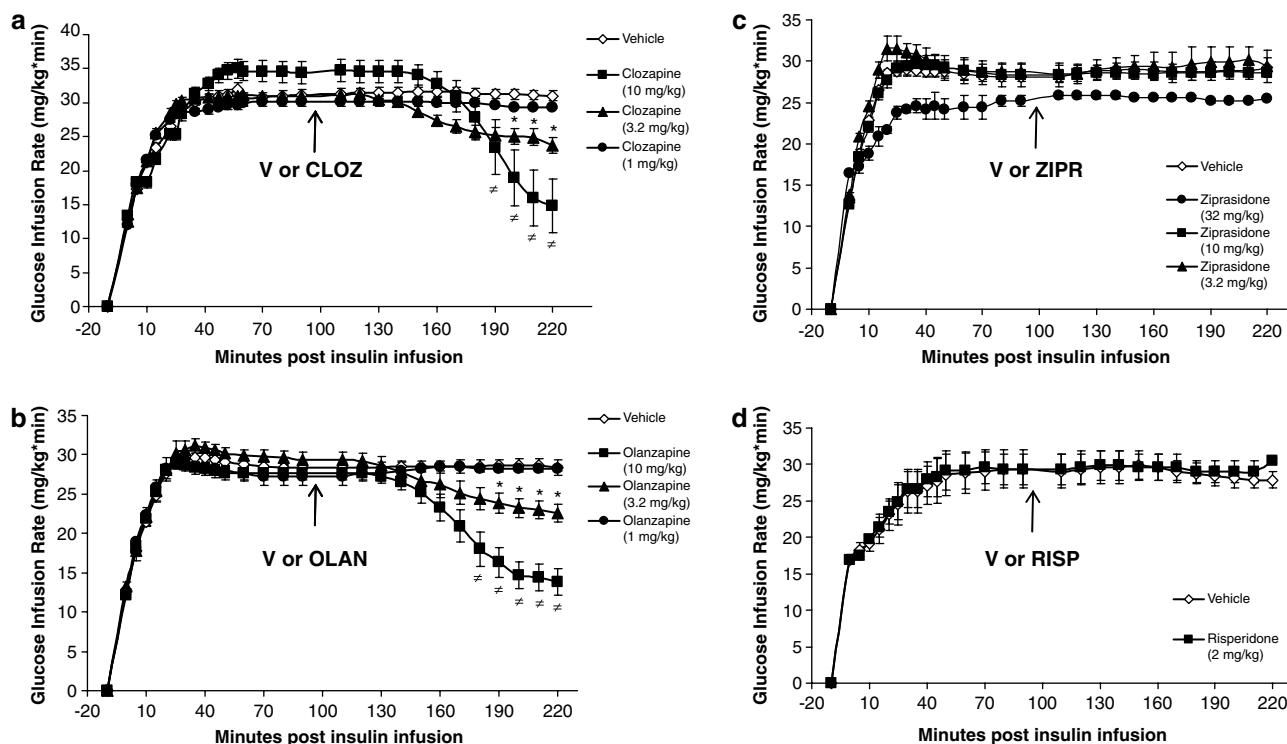 a
Glucose Infusion Rate (mg/kg*min)
40
35
30
25
20
15
10
5
0
-20 10 40 70 100 130 160 190 220
Minutes post insulin infusion
V or CLOZ
* * *
≠ ≠ ≠ ≠
Vehicle
Clozapine
(10 mg/kg)
Clozapine
(3.2 mg/kg)
Clozapine
(1 mg/kg)
b
Glucose Infusion Rate (mg/kg*min)
35
30
25
20
15
10
5
0
-20 10 40 70 100 130 160 190 220
Minutes post insulin infusion
V or OLAN
* * * *
≠ ≠ ≠ ≠ ≠
Vehicle
Olanzapine
(10 mg/kg)
Olanzapine
(3.2 mg/kg)
Olanzapine
(1 mg/kg)
c
Glucose Infusion Rate (mg/kg*min)
35
30
25
20
15
10
5
0
-20 10 40 70 100 130 160 190 220
Minutes post insulin infusion
V or ZIPR
Vehicle
Ziprasidone
(32 mg/kg)
Ziprasidone
(10 mg/kg)
Ziprasidone
(3.2 mg/kg)
d
Glucose Infusion Rate (mg/kg*min)
35
30
25
20
15
10
5
0
-20 10 40 70 100 130 160 190 220
Minutes post insulin infusion
V or RISP
Vehicle
Risperidone
(2 mg/kg)